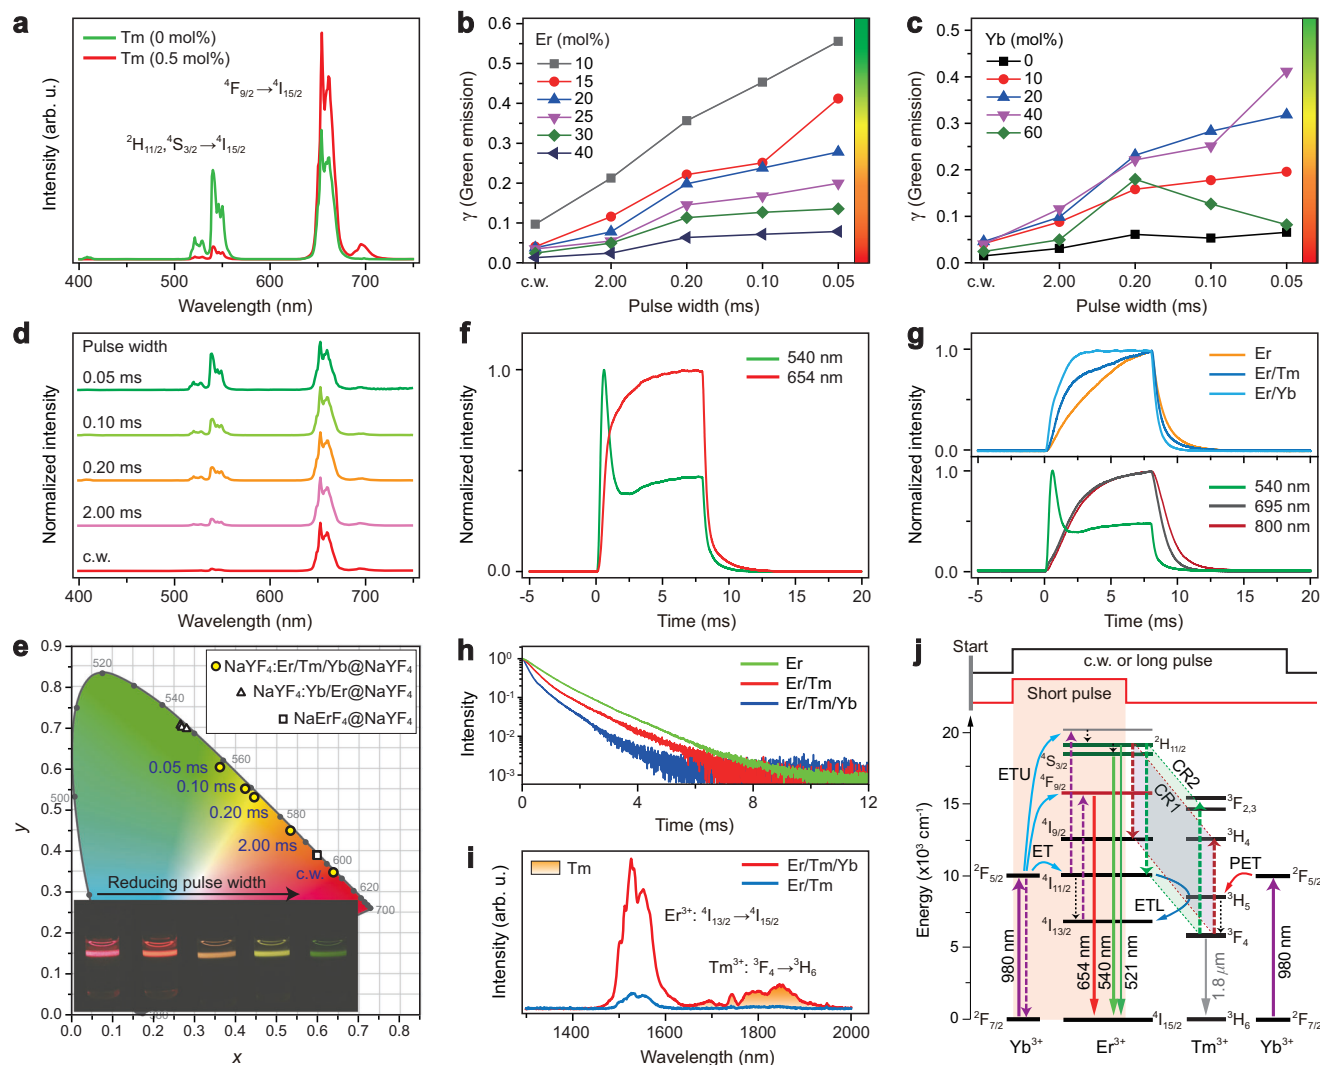 a
Tm (0 mol%)
Tm (0.5 mol%)
⁴F₉/₂→⁴I₁₅/₂
²H₁₁/₂,⁴S₃/₂→⁴I₁₅/₂
Intensity (arb. u.)
400 500 600 700
Wavelength (nm)
b
Er (mol%)
10
15
20
25
30
40
γ (Green emission)
0.6
0.5
0.4
0.3
0.2
0.1
0.0
c.w. 2.00 0.20 0.10 0.05
Pulse width (ms)
c
Yb (mol%)
0
10
20
40
60
γ (Green emission)
0.5
0.4
0.3
0.2
0.1
0.0
c.w. 2.00 0.20 0.10 0.05
Pulse width (ms)
d
Pulse width
0.05 ms
0.10 ms
0.20 ms
2.00 ms
c.w.
Normalized intensity
400 500 600 700
Wavelength (nm)
f
540 nm
654 nm
Normalized intensity
1.0
0.0
-5 0 5 10 15 20
Time (ms)
g
Er
Er/Tm
Er/Yb
1.0
0.0
540 nm
695 nm
800 nm
1.0
0.0
Normalized intensity
-5 0 5 10 15 20
Time (ms)
e
NaYF₄:Er/Tm/Yb@NaYF₄
NaYF₄:Yb/Er@NaYF₄
NaErF₄@NaYF₄
520
540
560
580
600
620
700
500
0.05 ms
0.10 ms
0.20 ms
2.00 ms
c.w.
Reducing pulse width
y
0.9
0.8
0.7
0.6
0.5
0.4
0.3
0.2
0.1
0.0
0.0 0.1 0.2 0.3 0.4 0.5 0.6 0.7 0.8
x
h
Er
Er/Tm
Er/Tm/Yb
Intensity
10⁰
10⁻¹
10⁻²
10⁻³
0 4 8 12
Time (ms)
i
Tm
Er/Tm/Yb
Er/Tm
Er³⁺: ⁴I₁₃/₂→⁴I₁₅/₂
Tm³⁺: ³F₄→³H₆
Intensity (arb. u.)
1400 1600 1800 2000
Wavelength (nm)
j
Start
c.w. or long pulse
Short pulse
Energy (x10³ cm⁻¹)
20
15
10
5
0
ETU
ET
²H₁₁/₂
⁴S₃/₂
⁴F₉/₂
⁴I₉/₂
⁴I₁₁/₂
⁴I₁₃/₂
⁴I₁₅/₂
CR1
CR2
ETL
PET
³F₂,₃
³H₄
³H₅
³F₄
³H₆
²F₅/₂
²F₅/₂
²F₇/₂
²F₇/₂
980 nm
654 nm
540 nm
521 nm
1.8 μm
980 nm
Yb³⁺ Er³⁺ Tm³⁺ Yb³⁺